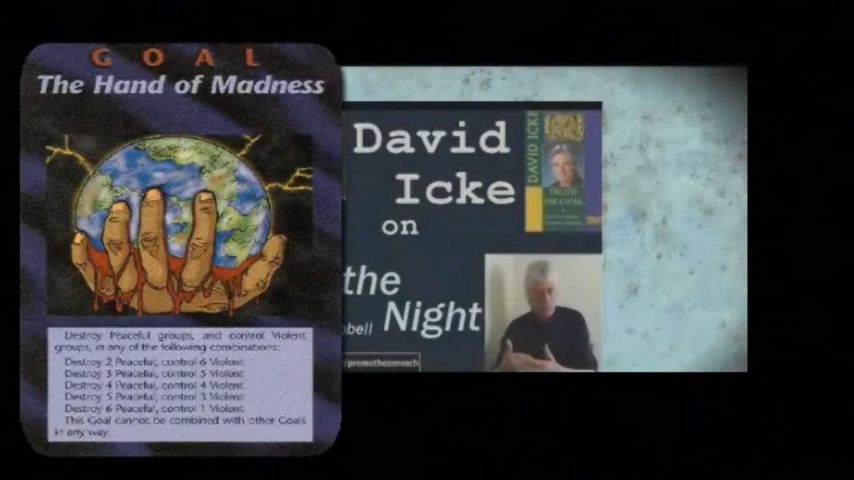 GOAL
The Hand of Madness
Destroy Peaceful groups, and control Violent
groups, in any of the following combinations:
Destroy 2 Peaceful, control 6 Violent
Destroy 3 Peaceful, control 5 Violent
Destroy 4 Peaceful, control 4 Violent
Destroy 5 Peaceful, control 3 Violent
Destroy 6 Peaceful, control 1 Violent
This Goal cannot be combined with other Goals
in any way.
David
Icke
on
the
bell Night
DAVID ICKE
TRUTH
VIBRATIONS